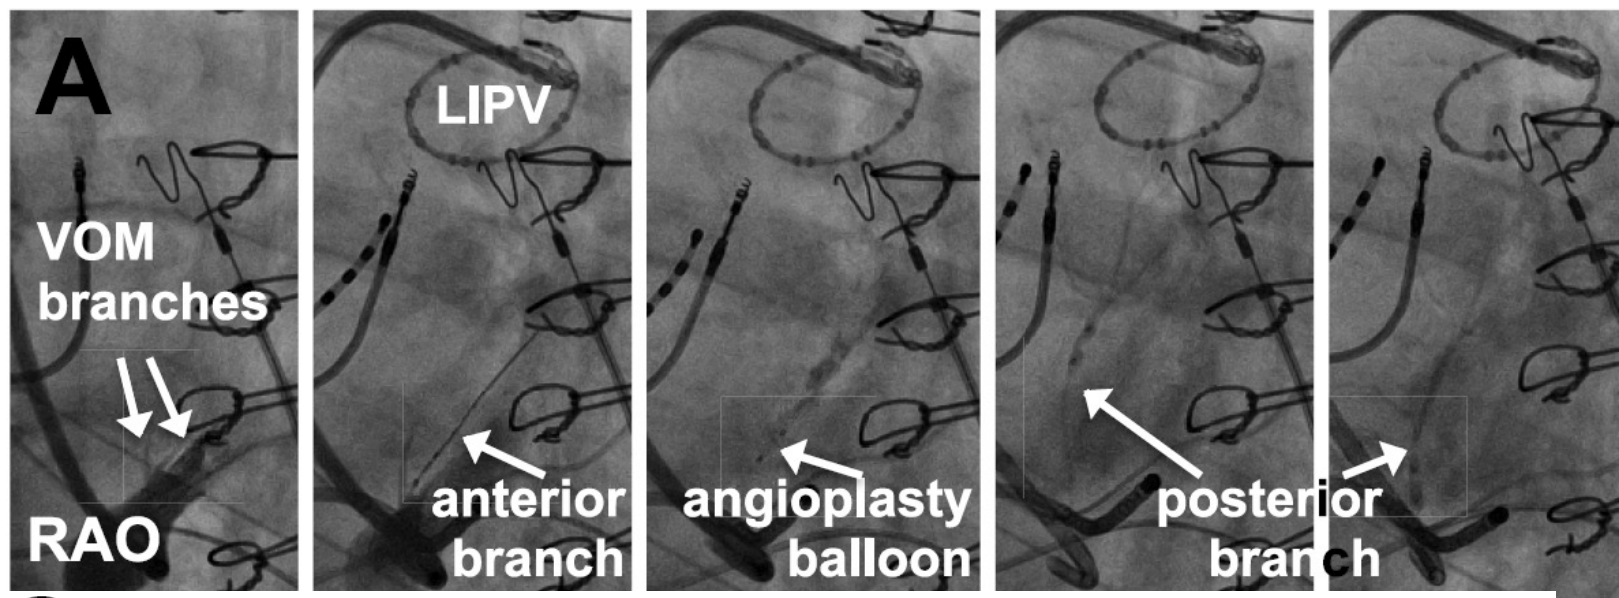 A
VOM
branches
RAO
LIPV
anterior
branch
angioplasty
balloon
posterior
branch